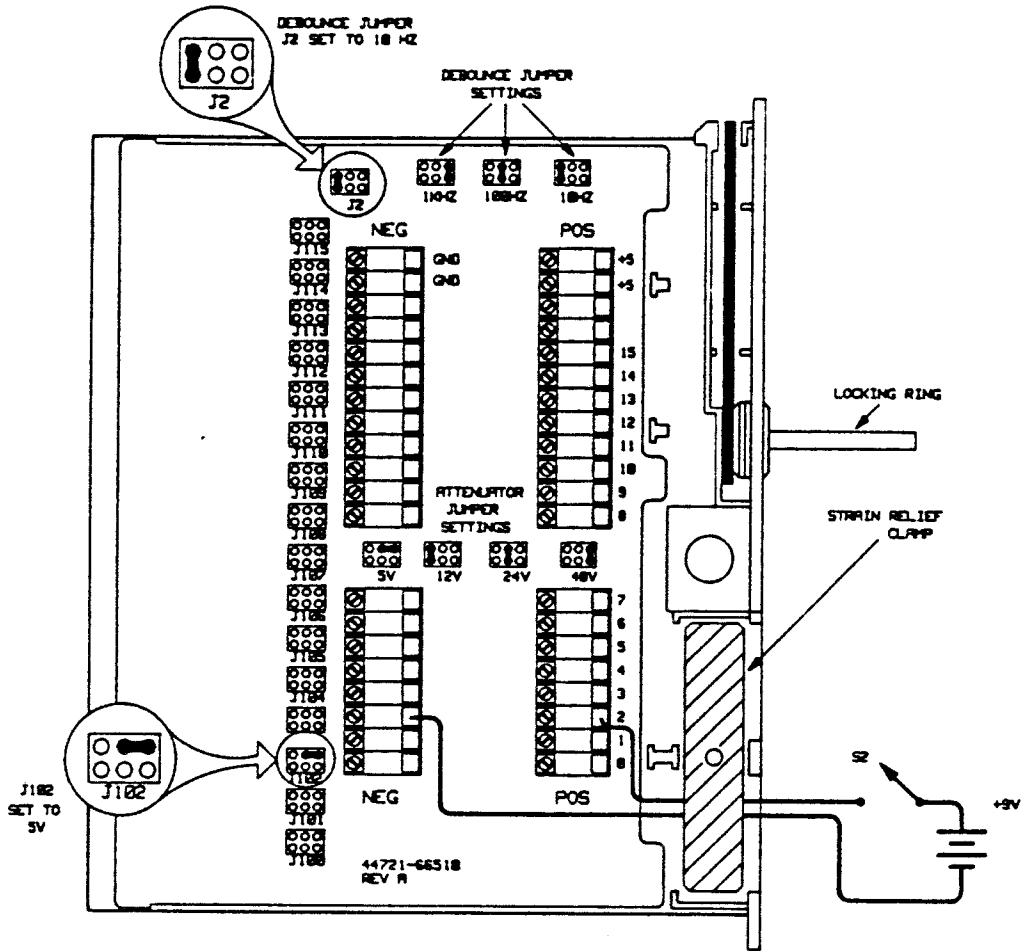 DEBOUNCE JUMPER
J2 SET TO 10 HZ
J2
DEBOUNCE JUMPER
SETTINGS
J2
1KHZ
100HZ
10HZ
NEG
POS
J115
J114
J113
J112
J111
J110
J109
J108
J107
J106
J105
J104
J102
J101
J100
GND
GND
+5
+5
15
14
13
12
11
10
9
8
ATTENUATOR
JUMPER
SETTINGS
5V
12V
24V
48V
7
6
5
4
3
2
1
0
NEG
POS
LOCKING RING
STRAIN RELIEF
CLAMP
S2
+9V
J102
J102
SET TO
5V
44721-66510
REV A